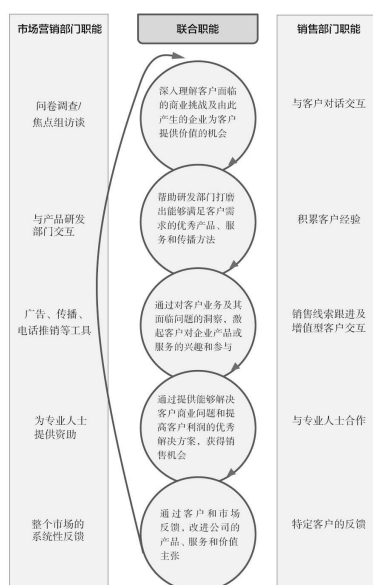 市场营销部门职能
联合职能
销售部门职能
问卷调查/
焦点组访谈
深入理解客户面临
的商业挑战及由此
产生的企业为客户
提供价值的机会
与客户对话交互
与产品研发
部门交互
帮助研发部门打磨
出能够满足客户需
求的优秀产品、服
务和传播方法
积累客户经验
广告、传播、
电话推销等工具
通过对客户业务及其
面临问题的洞察，激
起客户对企业产品或
服务的兴趣和参与
销售线索跟进及
增值型客户交互
为专业人士
提供资助
通过提供能够解决
客户商业问题和提
高客户利润的优秀
解决方案，获得销
售机会
与专业人士合作
整个市场的
系统性反馈
通过客户和市场
反馈，改进公司的
产品、服务和价值
主张
特定客户的反馈